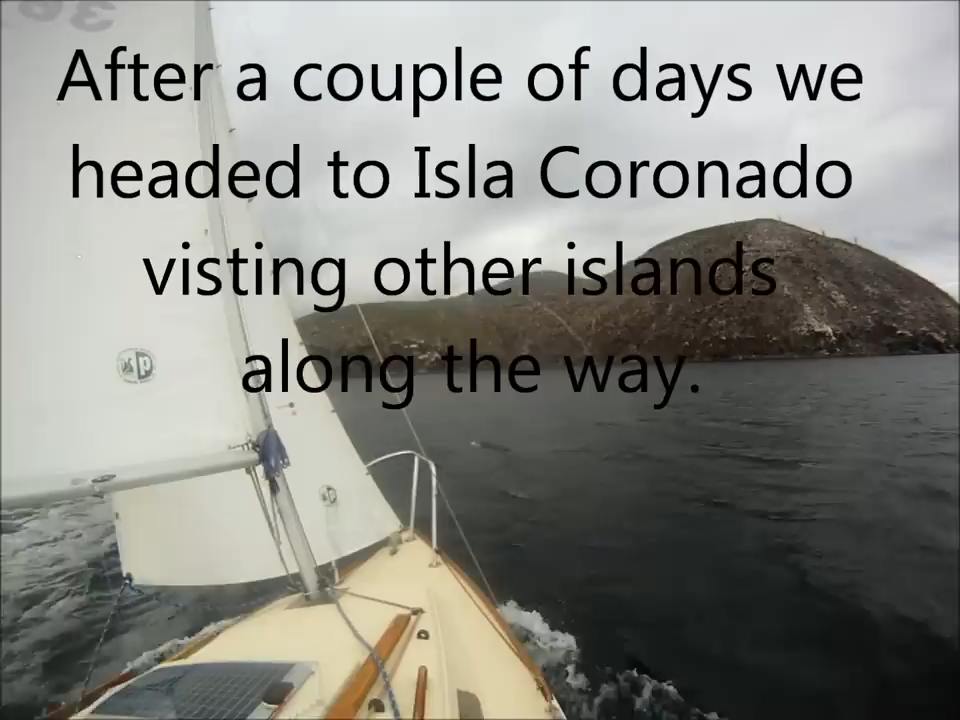 After a couple of days we
headed to Isla Coronado
visting other islands
along the way.